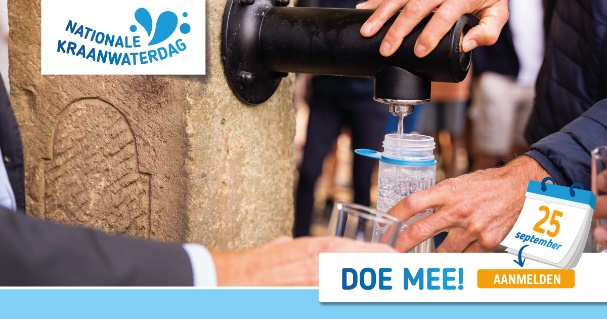 NATIONALE
KRAANWATERDAG
25
september
DOE MEE!
AANMELDEN